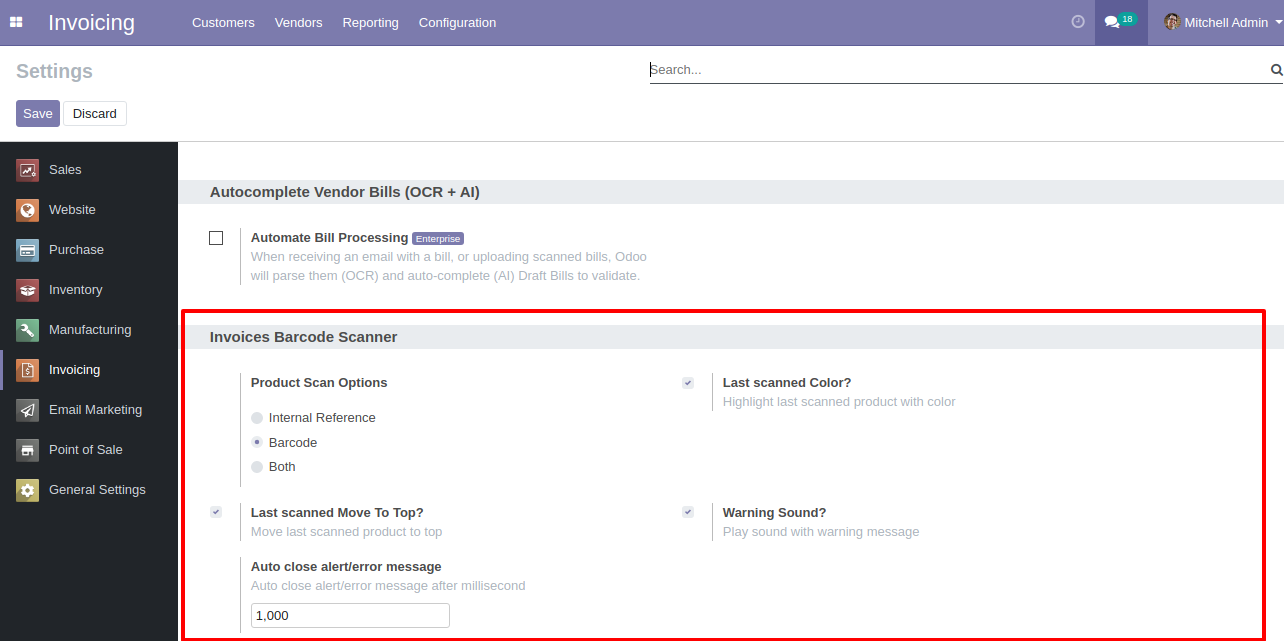 Invoicing
Customers
Vendors
Reporting
Configuration
18
Mitchell Admin
Settings
Search...
Save
Discard
Sales
Website
Purchase
Inventory
Manufacturing
Invoicing
Email Marketing
Point of Sale
General Settings
Autocomplete Vendor Bills (OCR + AI)
Automate Bill Processing Enterprise
When receiving an email with a bill, or uploading scanned bills, Odoo
will parse them (OCR) and auto-complete (AI) Draft Bills to validate.
Invoices Barcode Scanner
Product Scan Options
Internal Reference
Barcode
Both
Last scanned Color?
Highlight last scanned product with color
Last scanned Move To Top?
Move last scanned product to top
Warning Sound?
Play sound with warning message
Auto close alert/error message
Auto close alert/error message after millisecond
1,000